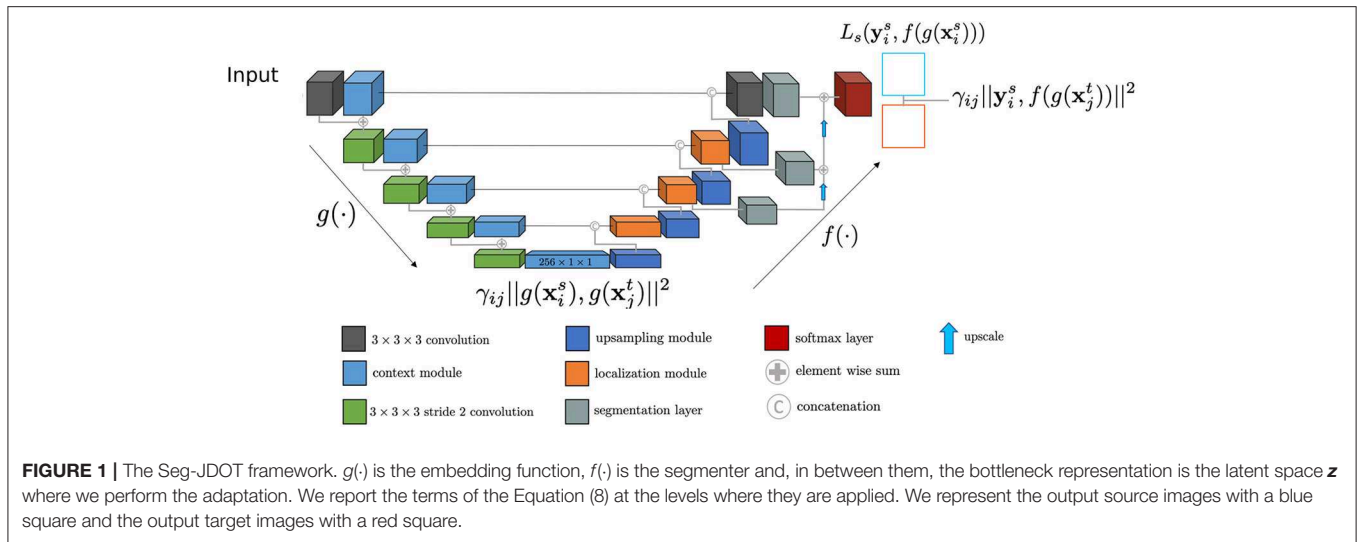 Input
L_s(y_i^s, f(g(x_i^s)))
γ_{ij}||y_i^s, f(g(x_j^t))||^2
C
C
C
C
g(·)
f(·)
256 × 1 × 1
γ_{ij}||g(x_i^s), g(x_j^t)||^2
3 × 3 × 3 convolution
upsampling module
softmax layer
upscale
context module
localization module
element wise sum
3 × 3 × 3 stride 2 convolution
segmentation layer
C concatenation
FIGURE 1 | The Seg-JDOT framework. g(·) is the embedding function, f(·) is the segmenter and, in between them, the bottleneck representation is the latent space z
where we perform the adaptation. We report the terms of the Equation (8) at the levels where they are applied. We represent the output source images with a blue
square and the output target images with a red square.